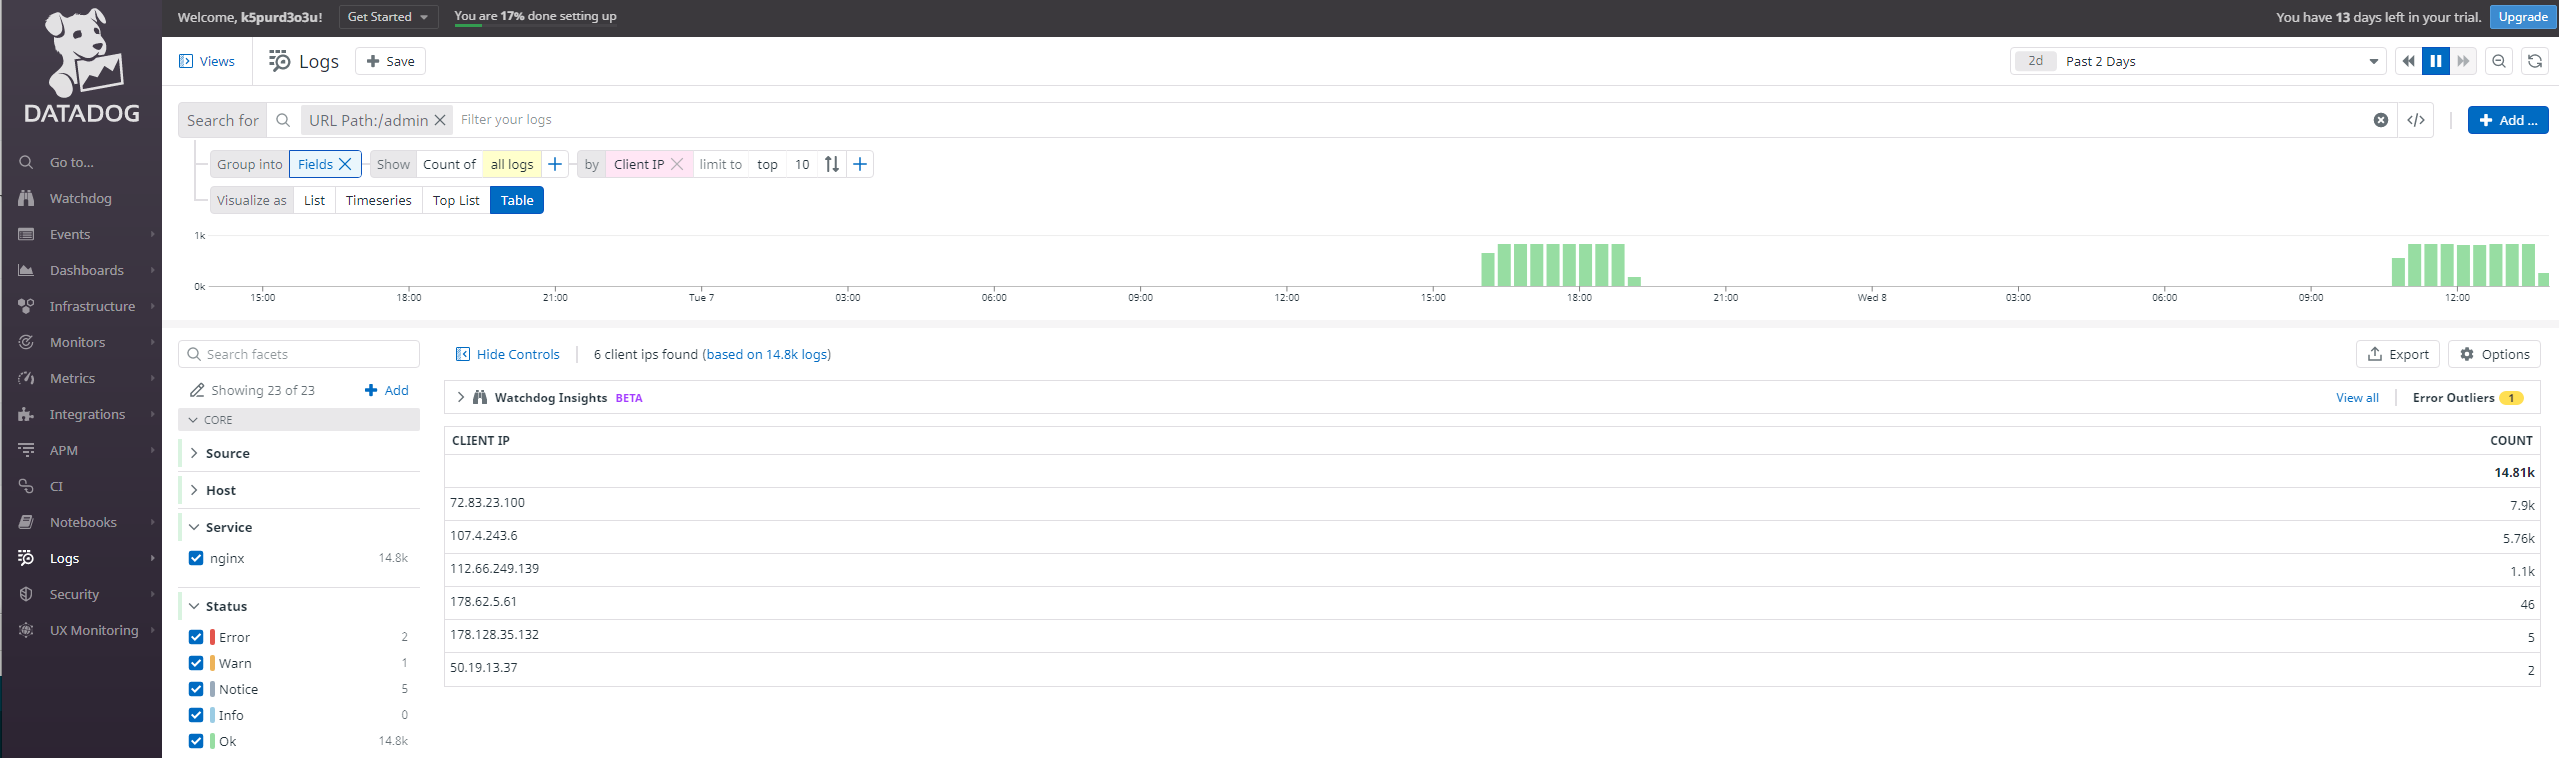 Welcome, k5purd3o3u!
Get Started
You are 17% done setting up
You have 13 days left in your trial.
Upgrade
DATADOG
Go to...
Watchdog
Events
Dashboards
Infrastructure
Monitors
Metrics
Integrations
APM
CI
Notebooks
Logs
Security
UX Monitoring
Views
Logs
Save
2d Past 2 Days
Search for URL Path:/admin Filter your logs
Add ...
Group into Fields Show Count of all logs by Client IP limit to top 10
Visualize as List Timeseries Top List Table
1k
0k
15:00 18:00 21:00 Tue 7 03:00 06:00 09:00 12:00 15:00 18:00 21:00 Wed 8 03:00 06:00 09:00 12:00
Search facets
Showing 23 of 23
Add
CORE
Source
Host
Service
nginx 14.8k
Status
Error 2
Warn 1
Notice 5
Info 0
Ok 14.8k
Hide Controls
6 client ips found (based on 14.8k logs)
Export
Options
Watchdog Insights BETA
View all
Error Outliers 1
CLIENT IP COUNT
14.81k
72.83.23.100 7.9k
107.4.243.6 5.76k
112.66.249.139 1.1k
178.62.5.61 46
178.128.35.132 5
50.19.13.37 2